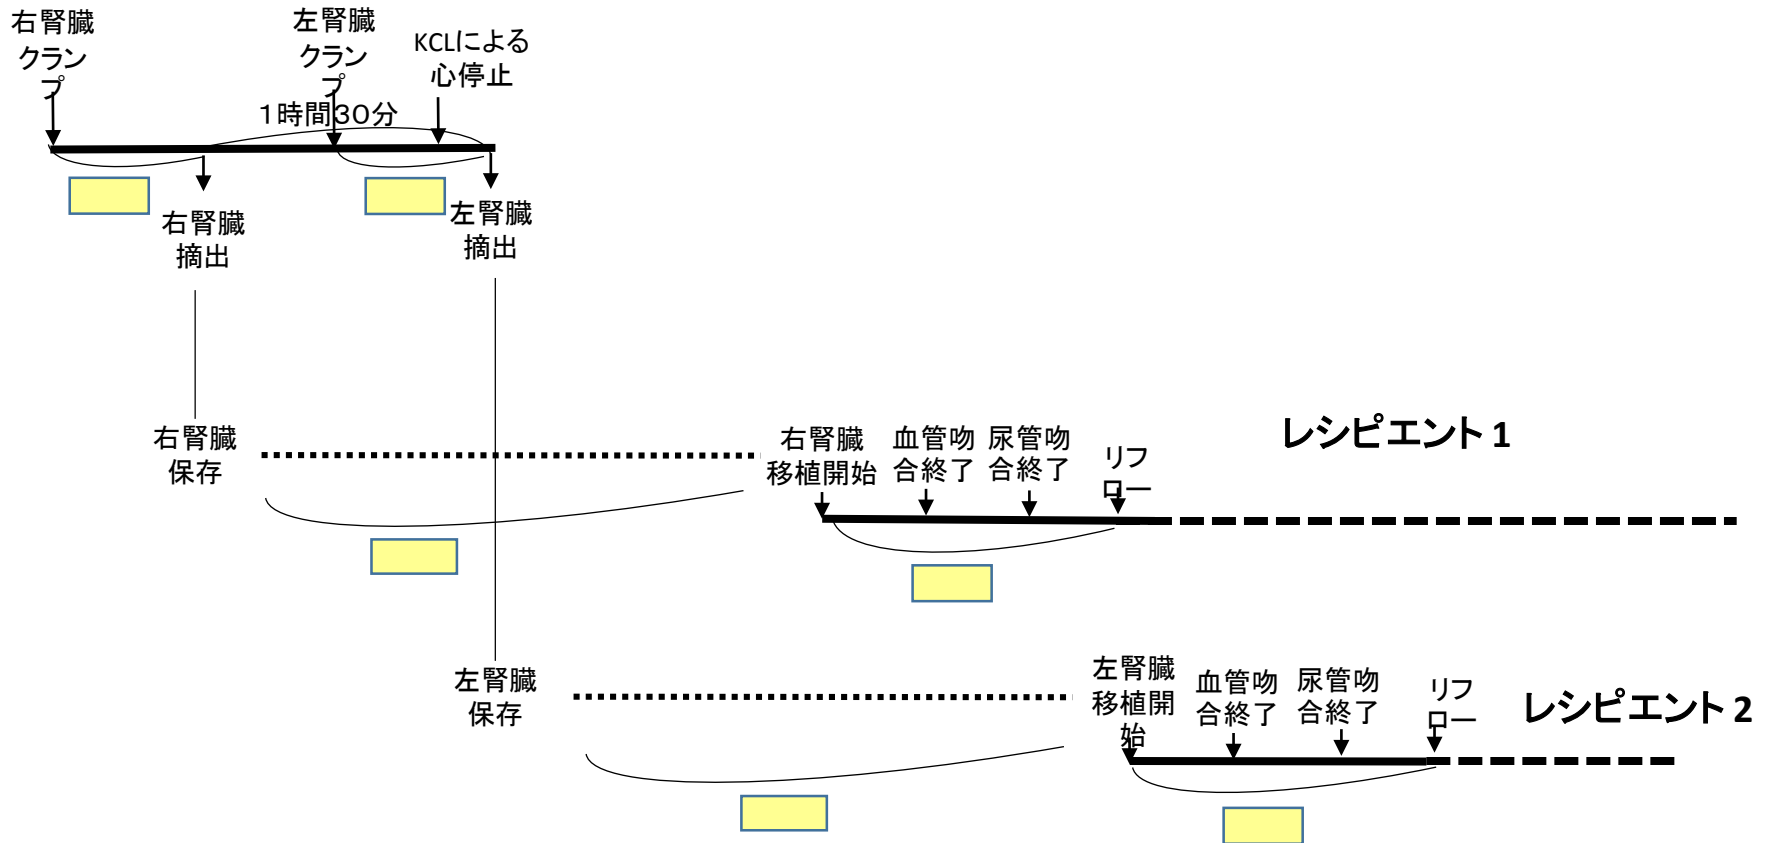 右腎臓
クラン
プ
左腎臓
クラン
プ
KCLによる
心停止
1時間30分
右腎臓
摘出
左腎臓
摘出
右腎臓
保存
右腎臓
移植開始
血管吻
合終了
尿管吻
合終了
リフ
ロー
レシピエント 1
左腎臓
保存
左腎臓
移植開
始
血管吻
合終了
尿管吻
合終了
リフ
ロー
レシピエント 2